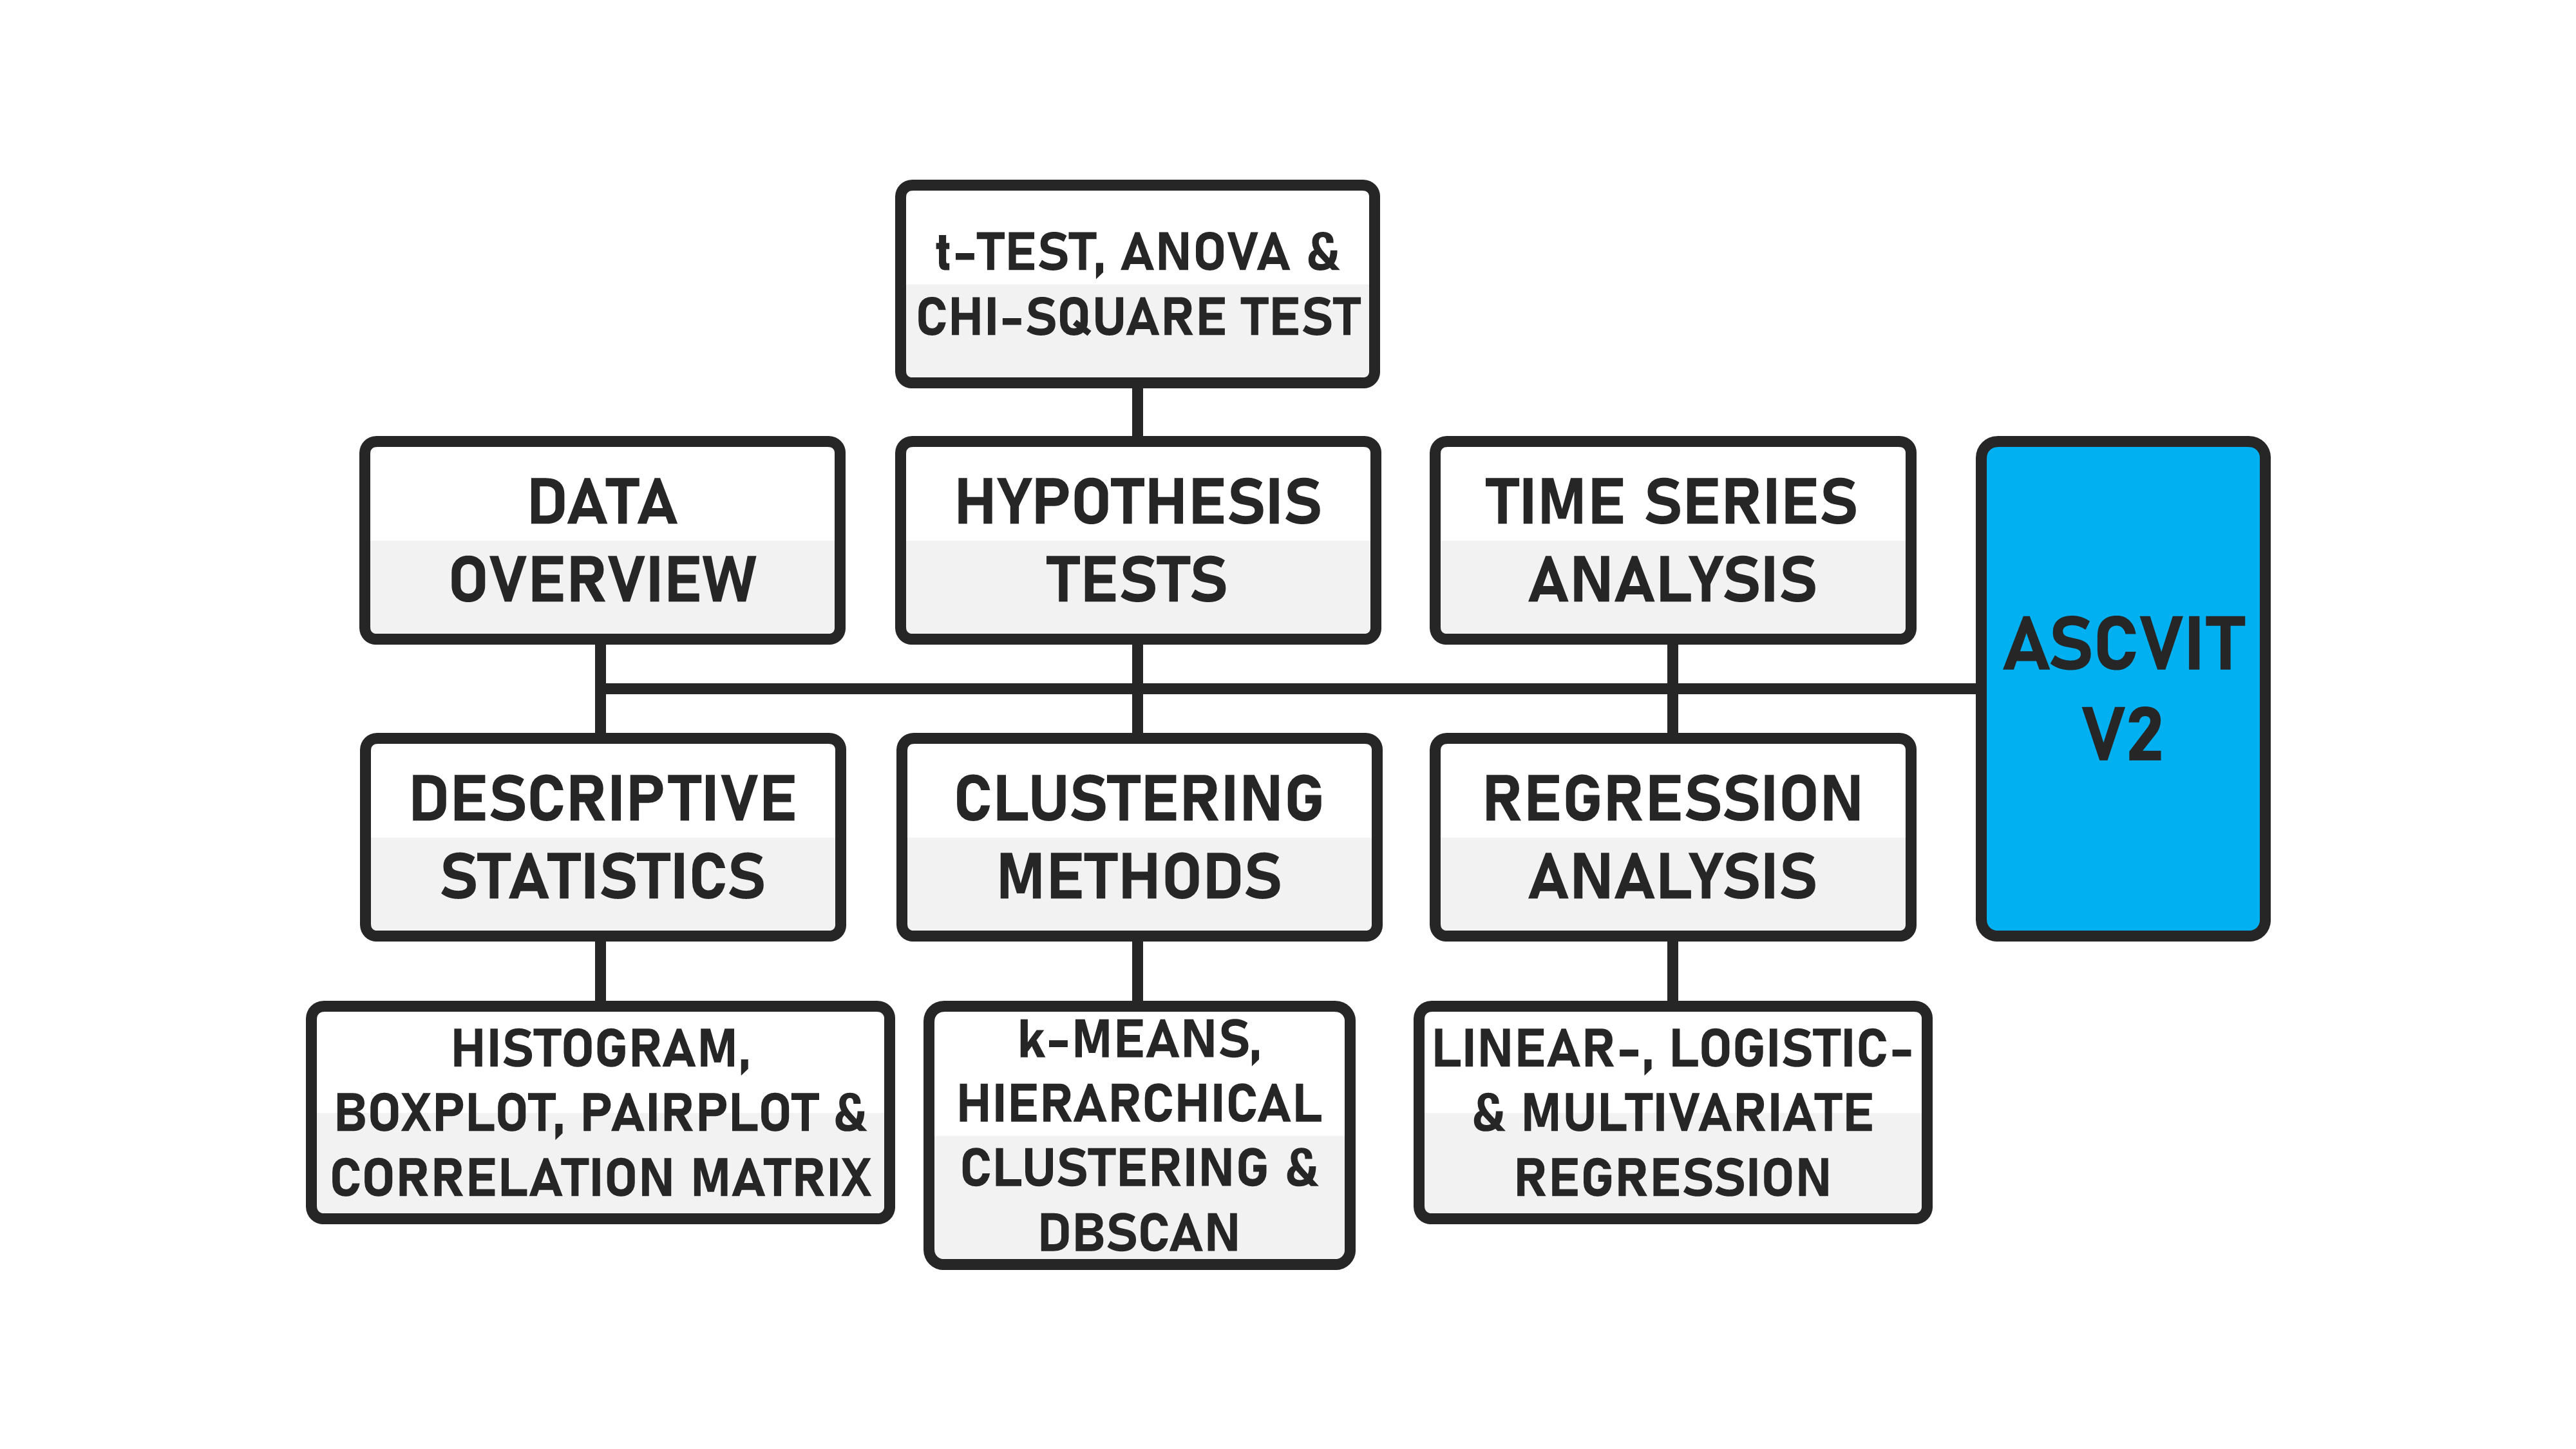 t-TEST, ANOVA &
CHI-SQUARE TEST
DATA
OVERVIEW
HYPOTHESIS
TESTS
TIME SERIES
ANALYSIS
ASCVIT
V2
DESCRIPTIVE
STATISTICS
CLUSTERING
METHODS
REGRESSION
ANALYSIS
HISTOGRAM,
BOXPLOT, PAIRPLOT &
CORRELATION MATRIX
k-MEANS,
HIERARCHICAL
CLUSTERING &
DBSCAN
LINEAR-, LOGISTIC-
& MULTIVARIATE
REGRESSION